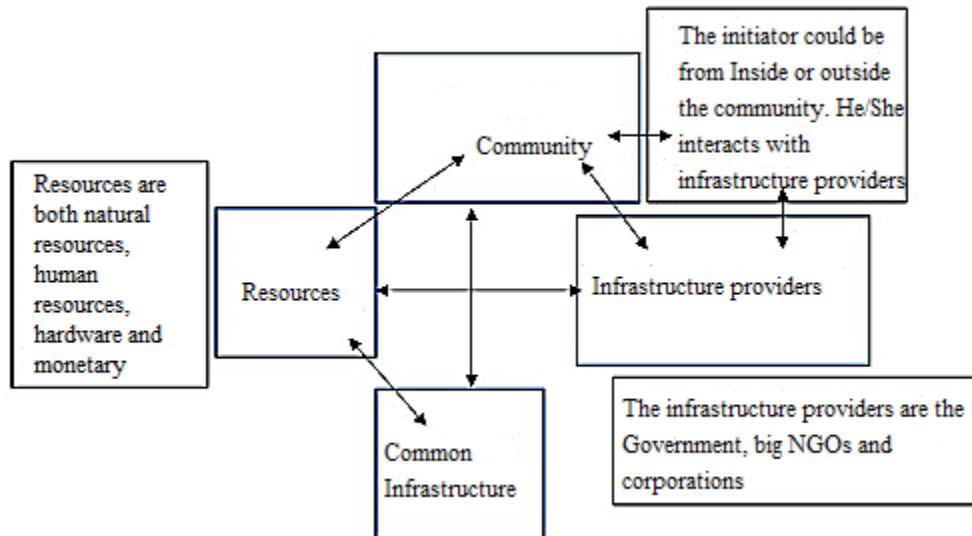 The initiator could be
from Inside or outside
the community. He/She
interacts with
infrastructure providers
Community
Resources are
both natural
resources,
human
resources,
hardware and
monetary
Resources
Infrastructure providers
The infrastructure providers are the
Government, big NGOs and
corporations
Common
Infrastructure